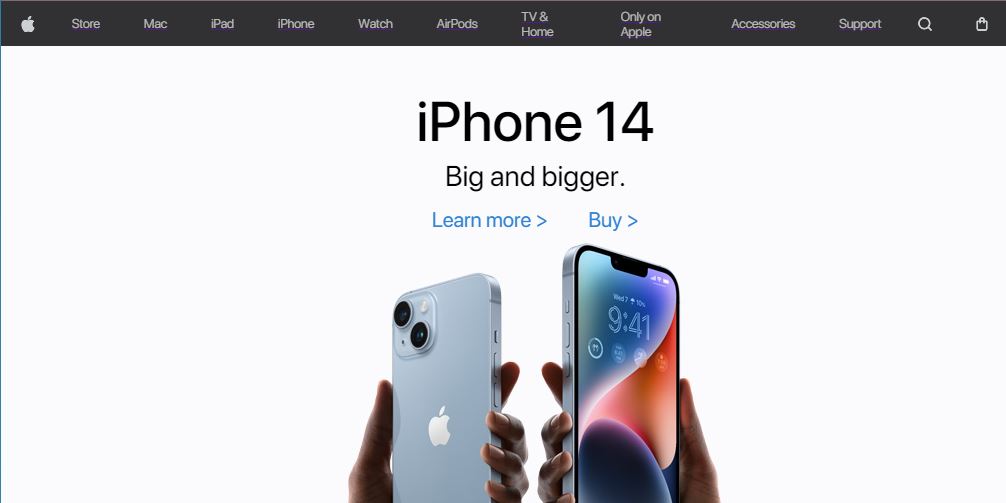 Store Mac iPad iPhone Watch AirPods TV & Home Only on Apple Accessories Support
iPhone 14
Big and bigger.
Learn more > Buy >
Wed 7 10%
9:41